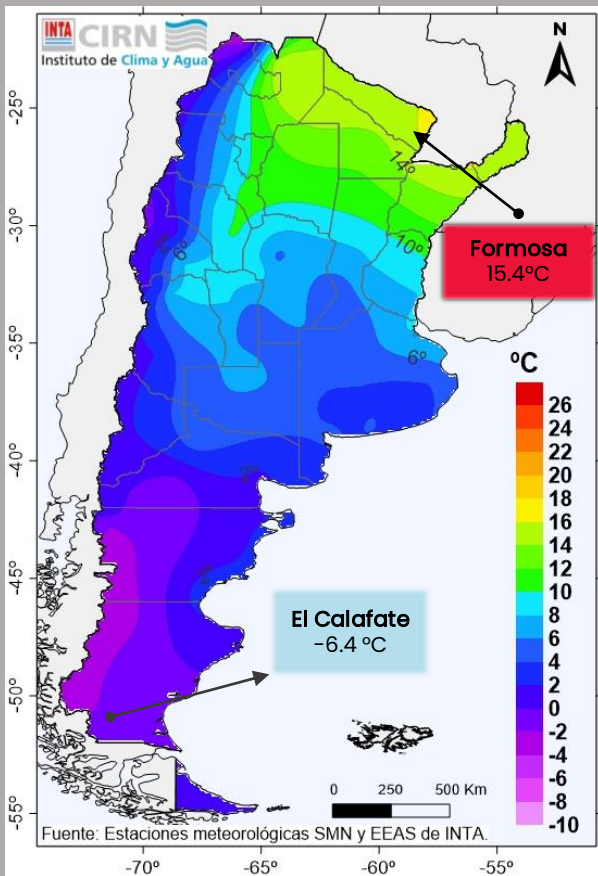 INTA CIRN
Instituto de Clima y Agua
N
-25°
-30°
-35°
-40°
-45°
-50°
-55°
14°
10°
6°
6°
2°
Formosa
15.4°C
El Calafate
-6.4 °C
ºC
26
24
22
20
18
16
14
12
10
8
6
4
2
0
-2
-4
-6
-8
-10
0 250 500 Km
Fuente: Estaciones meteorológicas SMN y EEAS de INTA.
-70° -65° -60° -55°